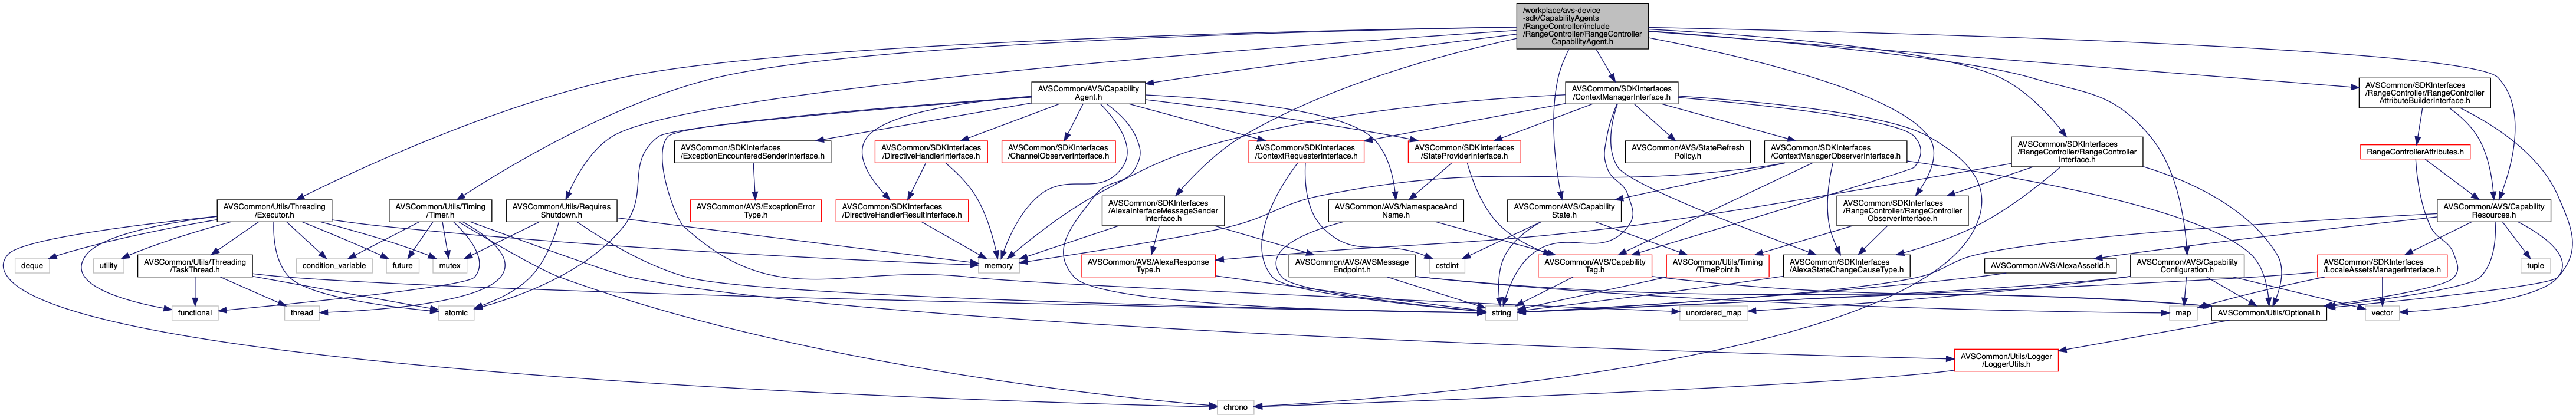 /workplace/avs-device
-sdk/CapabilityAgents
/RangeController/include
/RangeController/RangeController
CapabilityAgent.h
AVSCommon/AVS/Capability
Agent.h
AVSCommon/SDKInterfaces
/ContextManagerInterface.h
AVSCommon/SDKInterfaces
/RangeController/RangeController
AttributeBuilderInterface.h
AVSCommon/SDKInterfaces
/ExceptionEncounteredSenderInterface.h
AVSCommon/SDKInterfaces
/DirectiveHandlerInterface.h
AVSCommon/SDKInterfaces
/ChannelObserverInterface.h
AVSCommon/SDKInterfaces
/ContextRequesterInterface.h
AVSCommon/SDKInterfaces
/StateProviderInterface.h
AVSCommon/AVS/StateRefresh
Policy.h
AVSCommon/SDKInterfaces
/ContextManagerObserverInterface.h
AVSCommon/SDKInterfaces
/RangeController/RangeController
Interface.h
RangeControllerAttributes.h
AVSCommon/Utils/Threading
/Executor.h
AVSCommon/Utils/Timing
/Timer.h
AVSCommon/Utils/Requires
Shutdown.h
AVSCommon/AVS/ExceptionError
Type.h
AVSCommon/SDKInterfaces
/DirectiveHandlerResultInterface.h
AVSCommon/SDKInterfaces
/AlexaInterfaceMessageSender
Interface.h
AVSCommon/AVS/NamespaceAnd
Name.h
AVSCommon/AVS/Capability
State.h
AVSCommon/SDKInterfaces
/RangeController/RangeController
ObserverInterface.h
AVSCommon/AVS/Capability
Resources.h
deque
utility
AVSCommon/Utils/Threading
/TaskThread.h
condition_variable
future
mutex
memory
AVSCommon/AVS/AlexaResponse
Type.h
AVSCommon/AVS/AVSMessage
Endpoint.h
cstdint
AVSCommon/AVS/Capability
Tag.h
AVSCommon/Utils/Timing
/TimePoint.h
AVSCommon/SDKInterfaces
/AlexaStateChangeCauseType.h
AVSCommon/AVS/AlexaAssetId.h
AVSCommon/AVS/Capability
Configuration.h
AVSCommon/SDKInterfaces
/LocaleAssetsManagerInterface.h
tuple
functional
thread
atomic
string
unordered_map
map
AVSCommon/Utils/Optional.h
vector
AVSCommon/Utils/Logger
/LoggerUtils.h
chrono